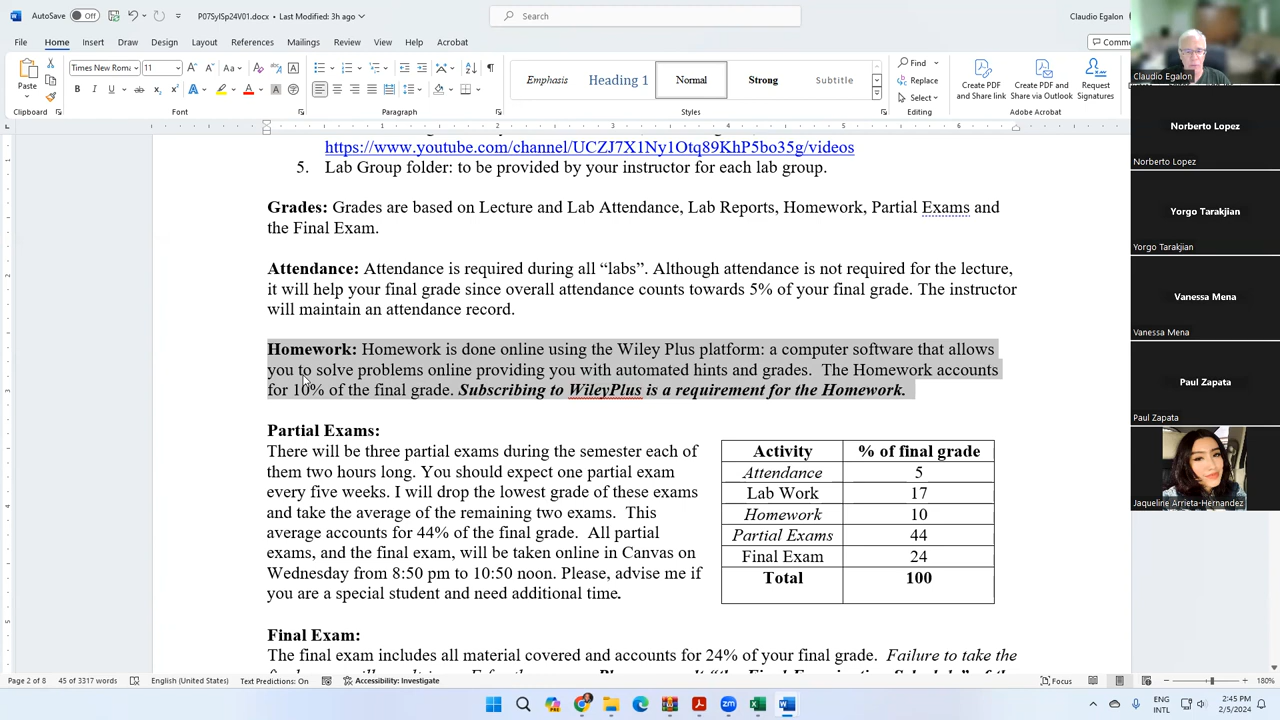 AutoSave Off P07SylSp24V01.docx • Last Modified: 3h ago Search Claudio Egalon
File Home Insert Draw Design Layout References Mailings Review View Help Acrobat
Paste Times New Roma 11 Emphasis Heading 1 Normal Strong Subtitle Find Replace Select Create PDF and Share link Create PDF and Share via Outlook Request Signatures
Clipboard Font Paragraph Styles Editing Adobe Acrobat
https://www.youtube.com/channel/UCZJ7X1Ny1Otq89KhP5bo35g/videos
5. Lab Group folder: to be provided by your instructor for each lab group.
Grades: Grades are based on Lecture and Lab Attendance, Lab Reports, Homework, Partial Exams and
the Final Exam.
Attendance: Attendance is required during all “labs”. Although attendance is not required for the lecture,
it will help your final grade since overall attendance counts towards 5% of your final grade. The instructor
will maintain an attendance record.
Homework: Homework is done online using the Wiley Plus platform: a computer software that allows
you to solve problems online providing you with automated hints and grades. The Homework accounts
for 10% of the final grade. Subscribing to WileyPlus is a requirement for the Homework.
Partial Exams:
There will be three partial exams during the semester each of
them two hours long. You should expect one partial exam
every five weeks. I will drop the lowest grade of these exams
and take the average of the remaining two exams. This
average accounts for 44% of the final grade. All partial
exams, and the final exam, will be taken online in Canvas on
Wednesday from 8:50 pm to 10:50 noon. Please, advise me if
you are a special student and need additional time.
Activity % of final grade
Attendance 5
Lab Work 17
Homework 10
Partial Exams 44
Final Exam 24
Total 100
Final Exam:
The final exam includes all material covered and accounts for 24% of your final grade. Failure to take the
Page 2 of 8 45 of 3317 words English (United States) Text Predictions: On Accessibility: Investigate Focus 180%
ENG INTL 2:45 PM 2/5/2024
Claudio Egalon
Norberto Lopez
Norberto Lopez
Yorgo Tarakjian
Yorgo Tarakjian
Vanessa Mena
Vanessa Mena
Paul Zapata
Paul Zapata
Jaqueline Arrieta-Hernandez